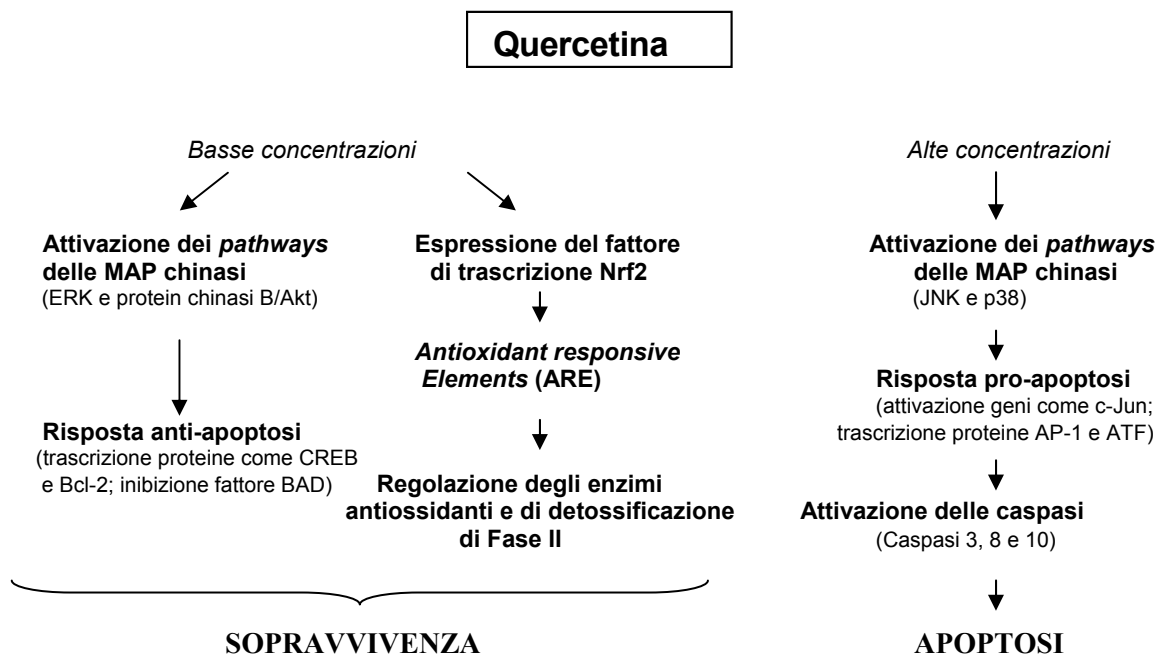 Quercetina
Basse concentrazioni
Attivazione dei pathways
delle MAP chinasi
(ERK e protein chinasi B/Akt)
Risposta anti-apoptosi
(trascrizione proteine come CREB
e Bcl-2; inibizione fattore BAD)
Espressione del fattore
di trascrizione Nrf2
Antioxidant responsive
Elements (ARE)
Regolazione degli enzimi
antiossidanti e di detossificazione
di Fase II
SOPRAVVIVENZA
Alte concentrazioni
Attivazione dei pathways
delle MAP chinasi
(JNK e p38)
Risposta pro-apoptosi
(attivazione geni come c-Jun;
trascrizione proteine AP-1 e ATF)
Attivazione delle caspasi
(Caspasi 3, 8 e 10)
APOPTOSI